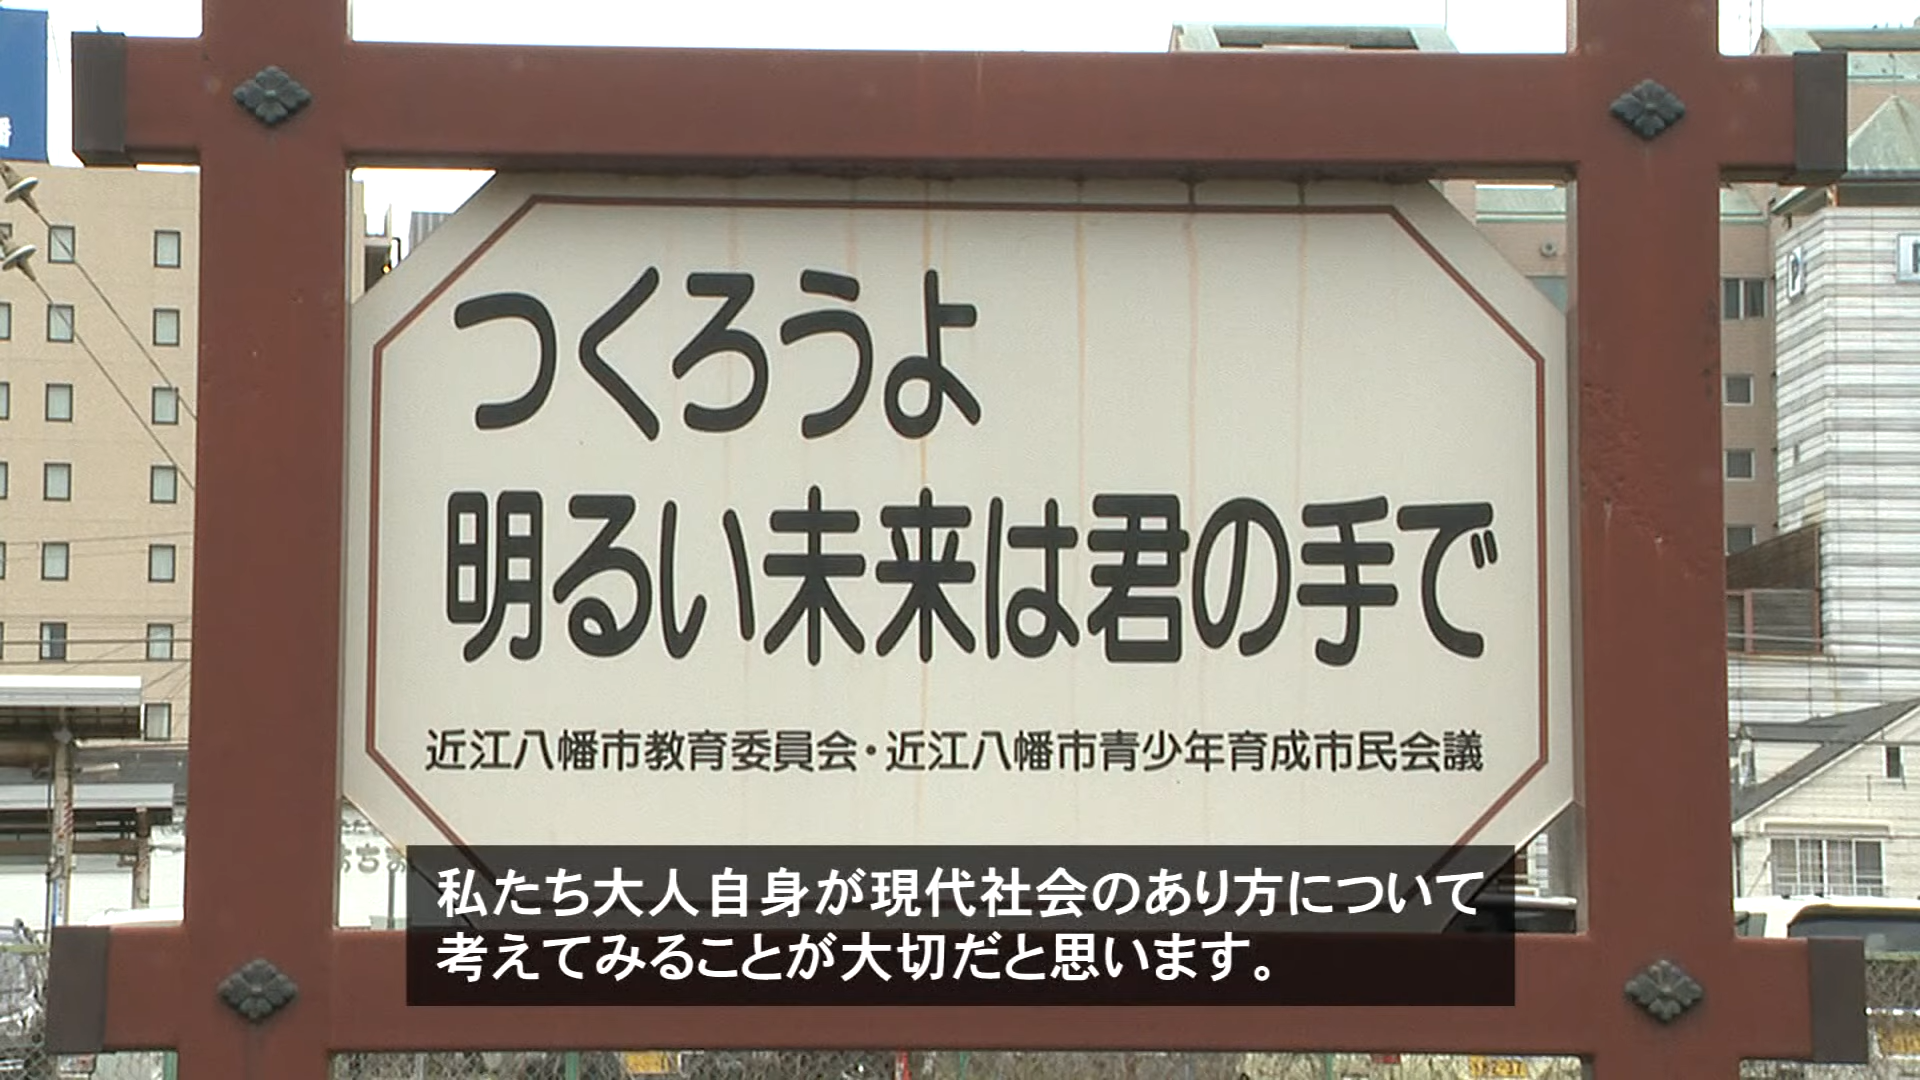 つくろうよ
明るい未来は君の手で
近江八幡市教育委員会・近江八幡市青少年育成市民会議
私たち大人自身が現代社会のあり方について
考えてみることが大切だと思います。